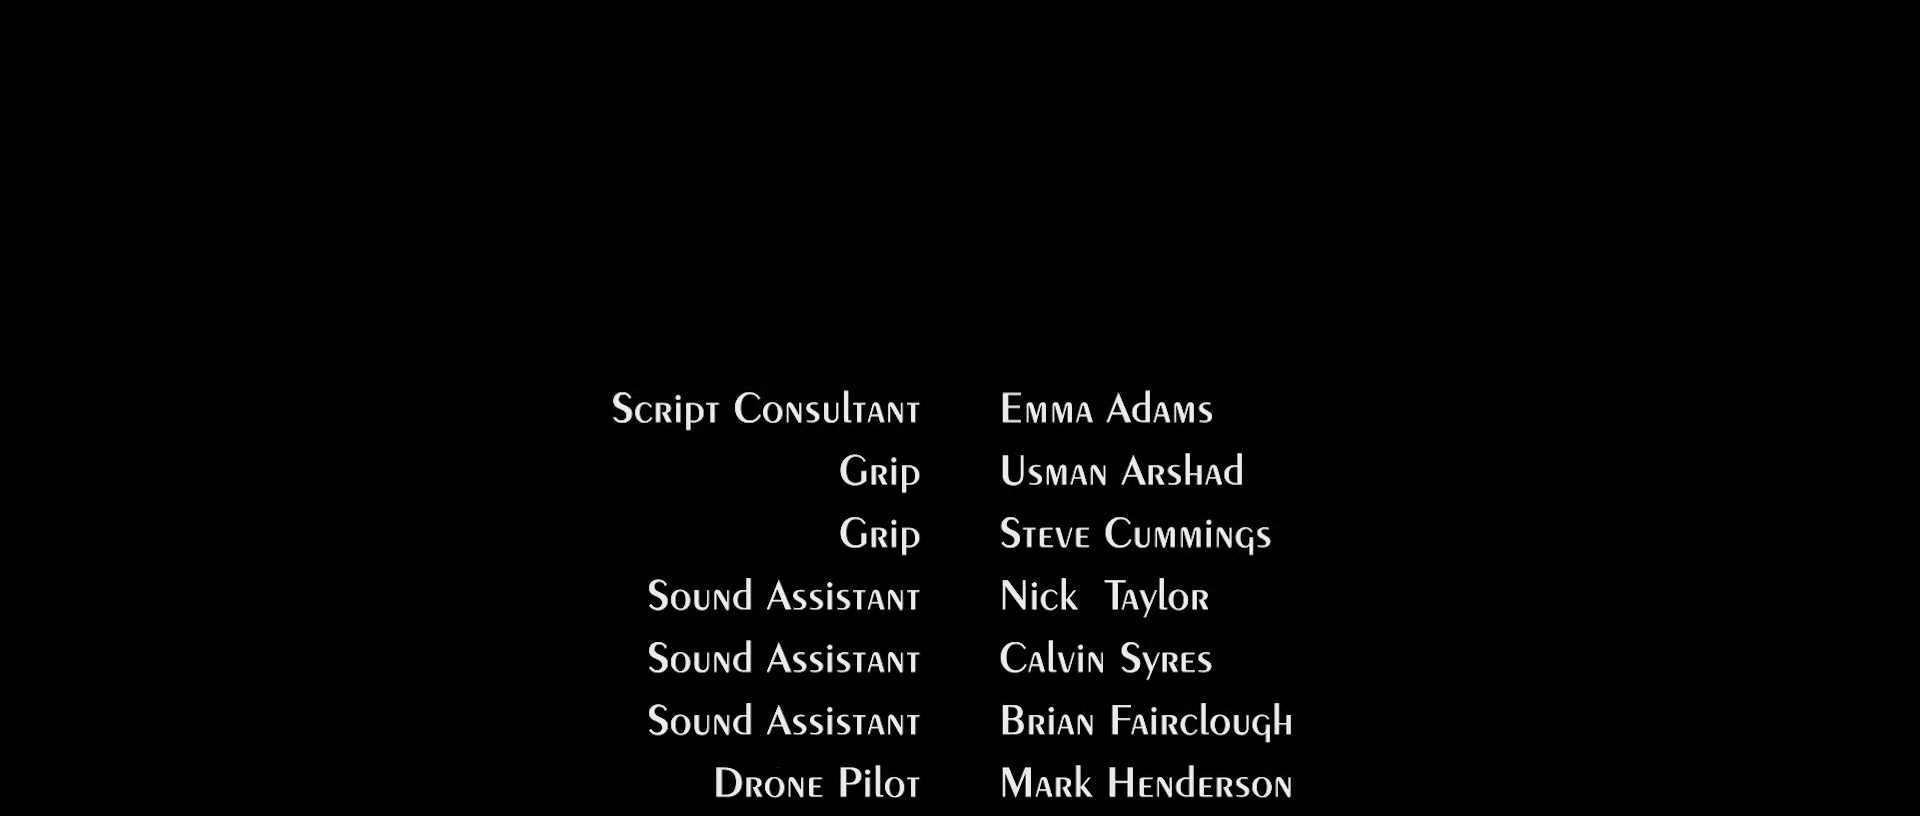 Script Consultant Emma Adams
Grip Usman Arshad
Grip Steve Cummings
Sound Assistant Nick Taylor
Sound Assistant Calvin Syres
Sound Assistant Brian Fairclough
Drone Pilot Mark Henderson